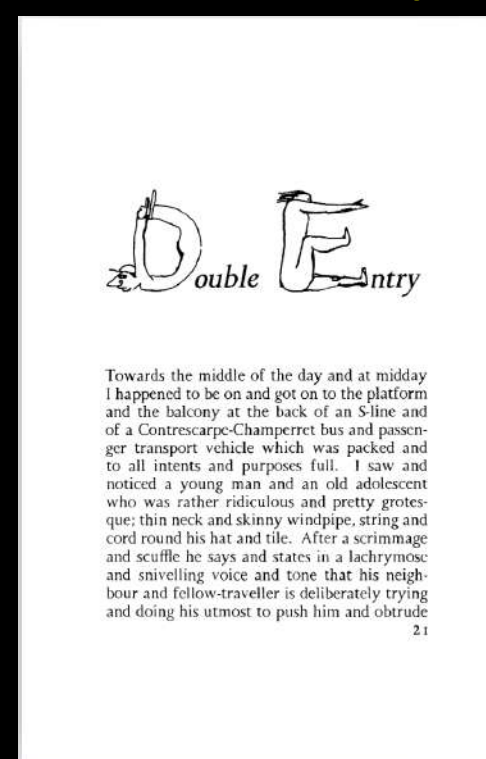 Double Entry
Towards the middle of the day and at midday
I happened to be on and got on to the platform
and the balcony at the back of an S-line and
of a Contrescarpe-Champerret bus and passen-
ger transport vehicle which was packed and
to all intents and purposes full. I saw and
noticed a young man and an old adolescent
who was rather ridiculous and pretty grotes-
que; thin neck and skinny windpipe, string and
cord round his hat and tile. After a scrimmage
and scuffle he says and states in a lachrymose
and snivelling voice and tone that his neigh-
bour and fellow-traveller is deliberately trying
and doing his utmost to push him and obtrude
21